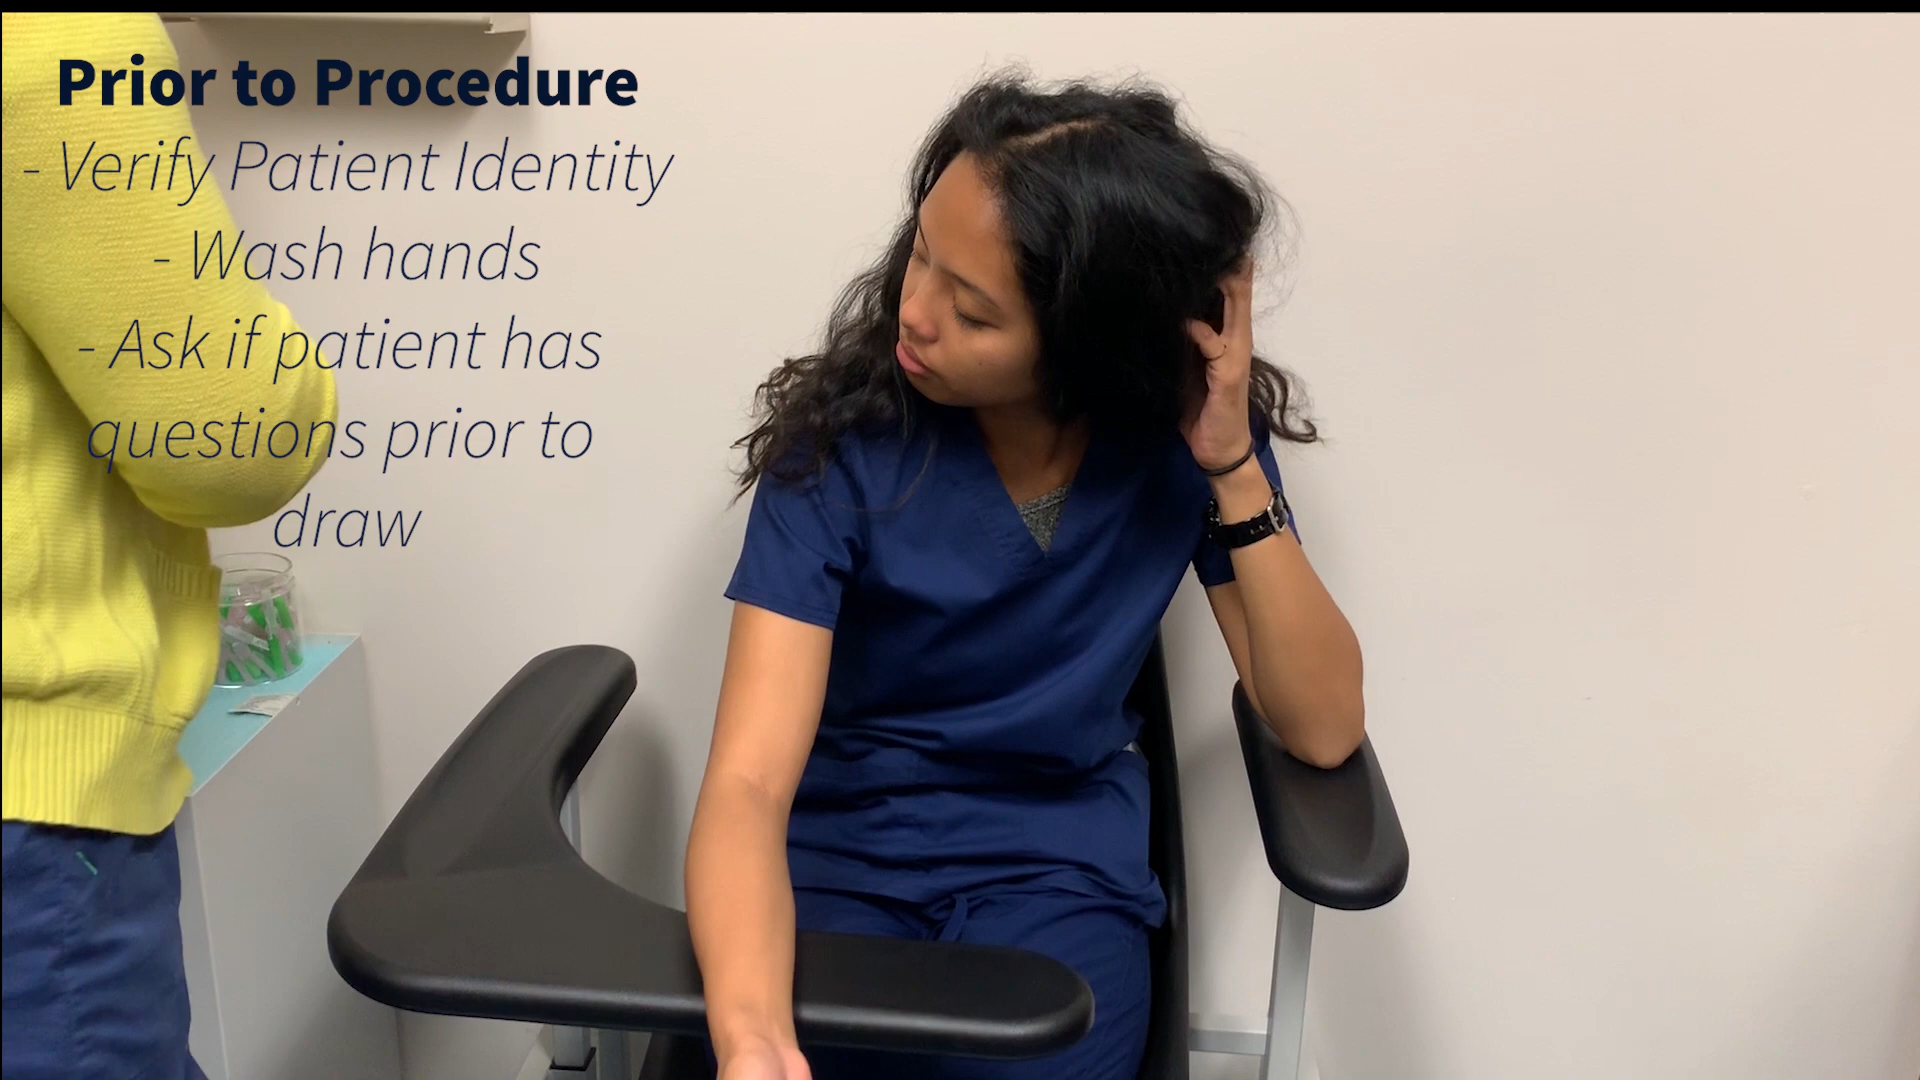 Prior to Procedure
- Verify Patient Identity
- Wash hands
- Ask if patient has
questions prior to
draw